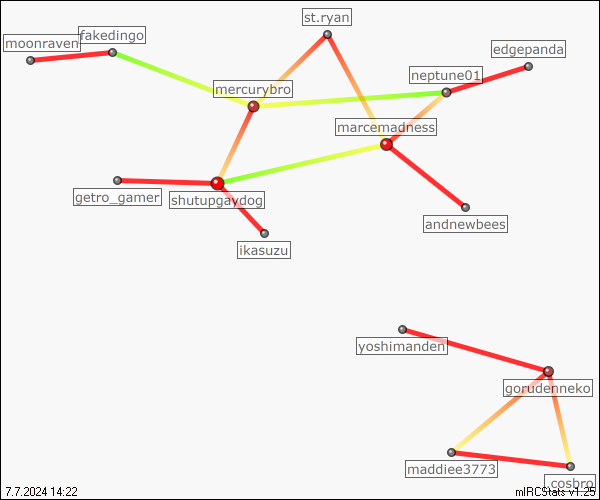 st.ryan
moonraven
fakedingo
edgepanda
neptune01
mercurybro
marcemadness
getro_gamer
shutupgaydog
andnewbees
ikasuzu
yoshimanden
gorudenneko
maddiee3773
_cosbro
7.7.2024 14:22
mIRCStats v1.25